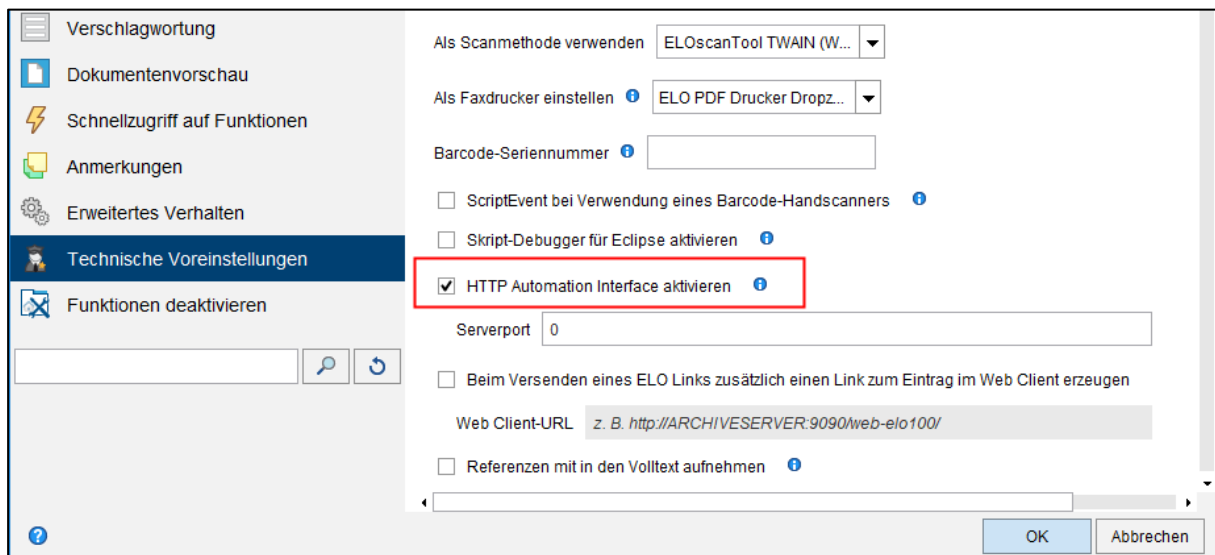 Verschlagwortung
Dokumentenvorschau
Schnellzugriff auf Funktionen
Anmerkungen
Erweitertes Verhalten
Technische Voreinstellungen
Funktionen deaktivieren
Als Scanmethode verwenden ELOscanTool TWAIN (W...
Als Faxdrucker einstellen ELO PDF Drucker Dropz...
Barcode-Seriennummer
ScriptEvent bei Verwendung eines Barcode-Handscanners
Skript-Debugger für Eclipse aktivieren
HTTP Automation Interface aktivieren
Serverport 0
Beim Versenden eines ELO Links zusätzlich einen Link zum Eintrag im Web Client erzeugen
Web Client-URL z. B. http://ARCHIVESERVER:9090/web-elo100/
Referenzen mit in den Volltext aufnehmen
OK Abbrechen